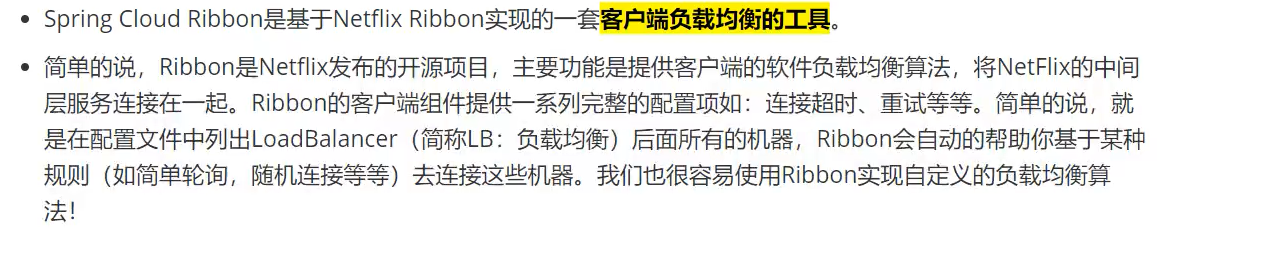 Spring Cloud Ribbon是基于Netflix Ribbon实现的一套客户端负载均衡的工具。
简单的说，Ribbon是Netflix发布的开源项目，主要功能是提供客户端的软件负载均衡算法，将NetFlix的中间
层服务连接在一起。Ribbon的客户端组件提供一系列完整的配置项如：连接超时、重试等等。简单的说，就
是在配置文件中列出LoadBalancer（简称LB：负载均衡）后面所有的机器，Ribbon会自动的帮助你基于某种
规则（如简单轮询，随机连接等等）去连接这些机器。我们也很容易使用Ribbon实现自定义的负载均衡算
法！